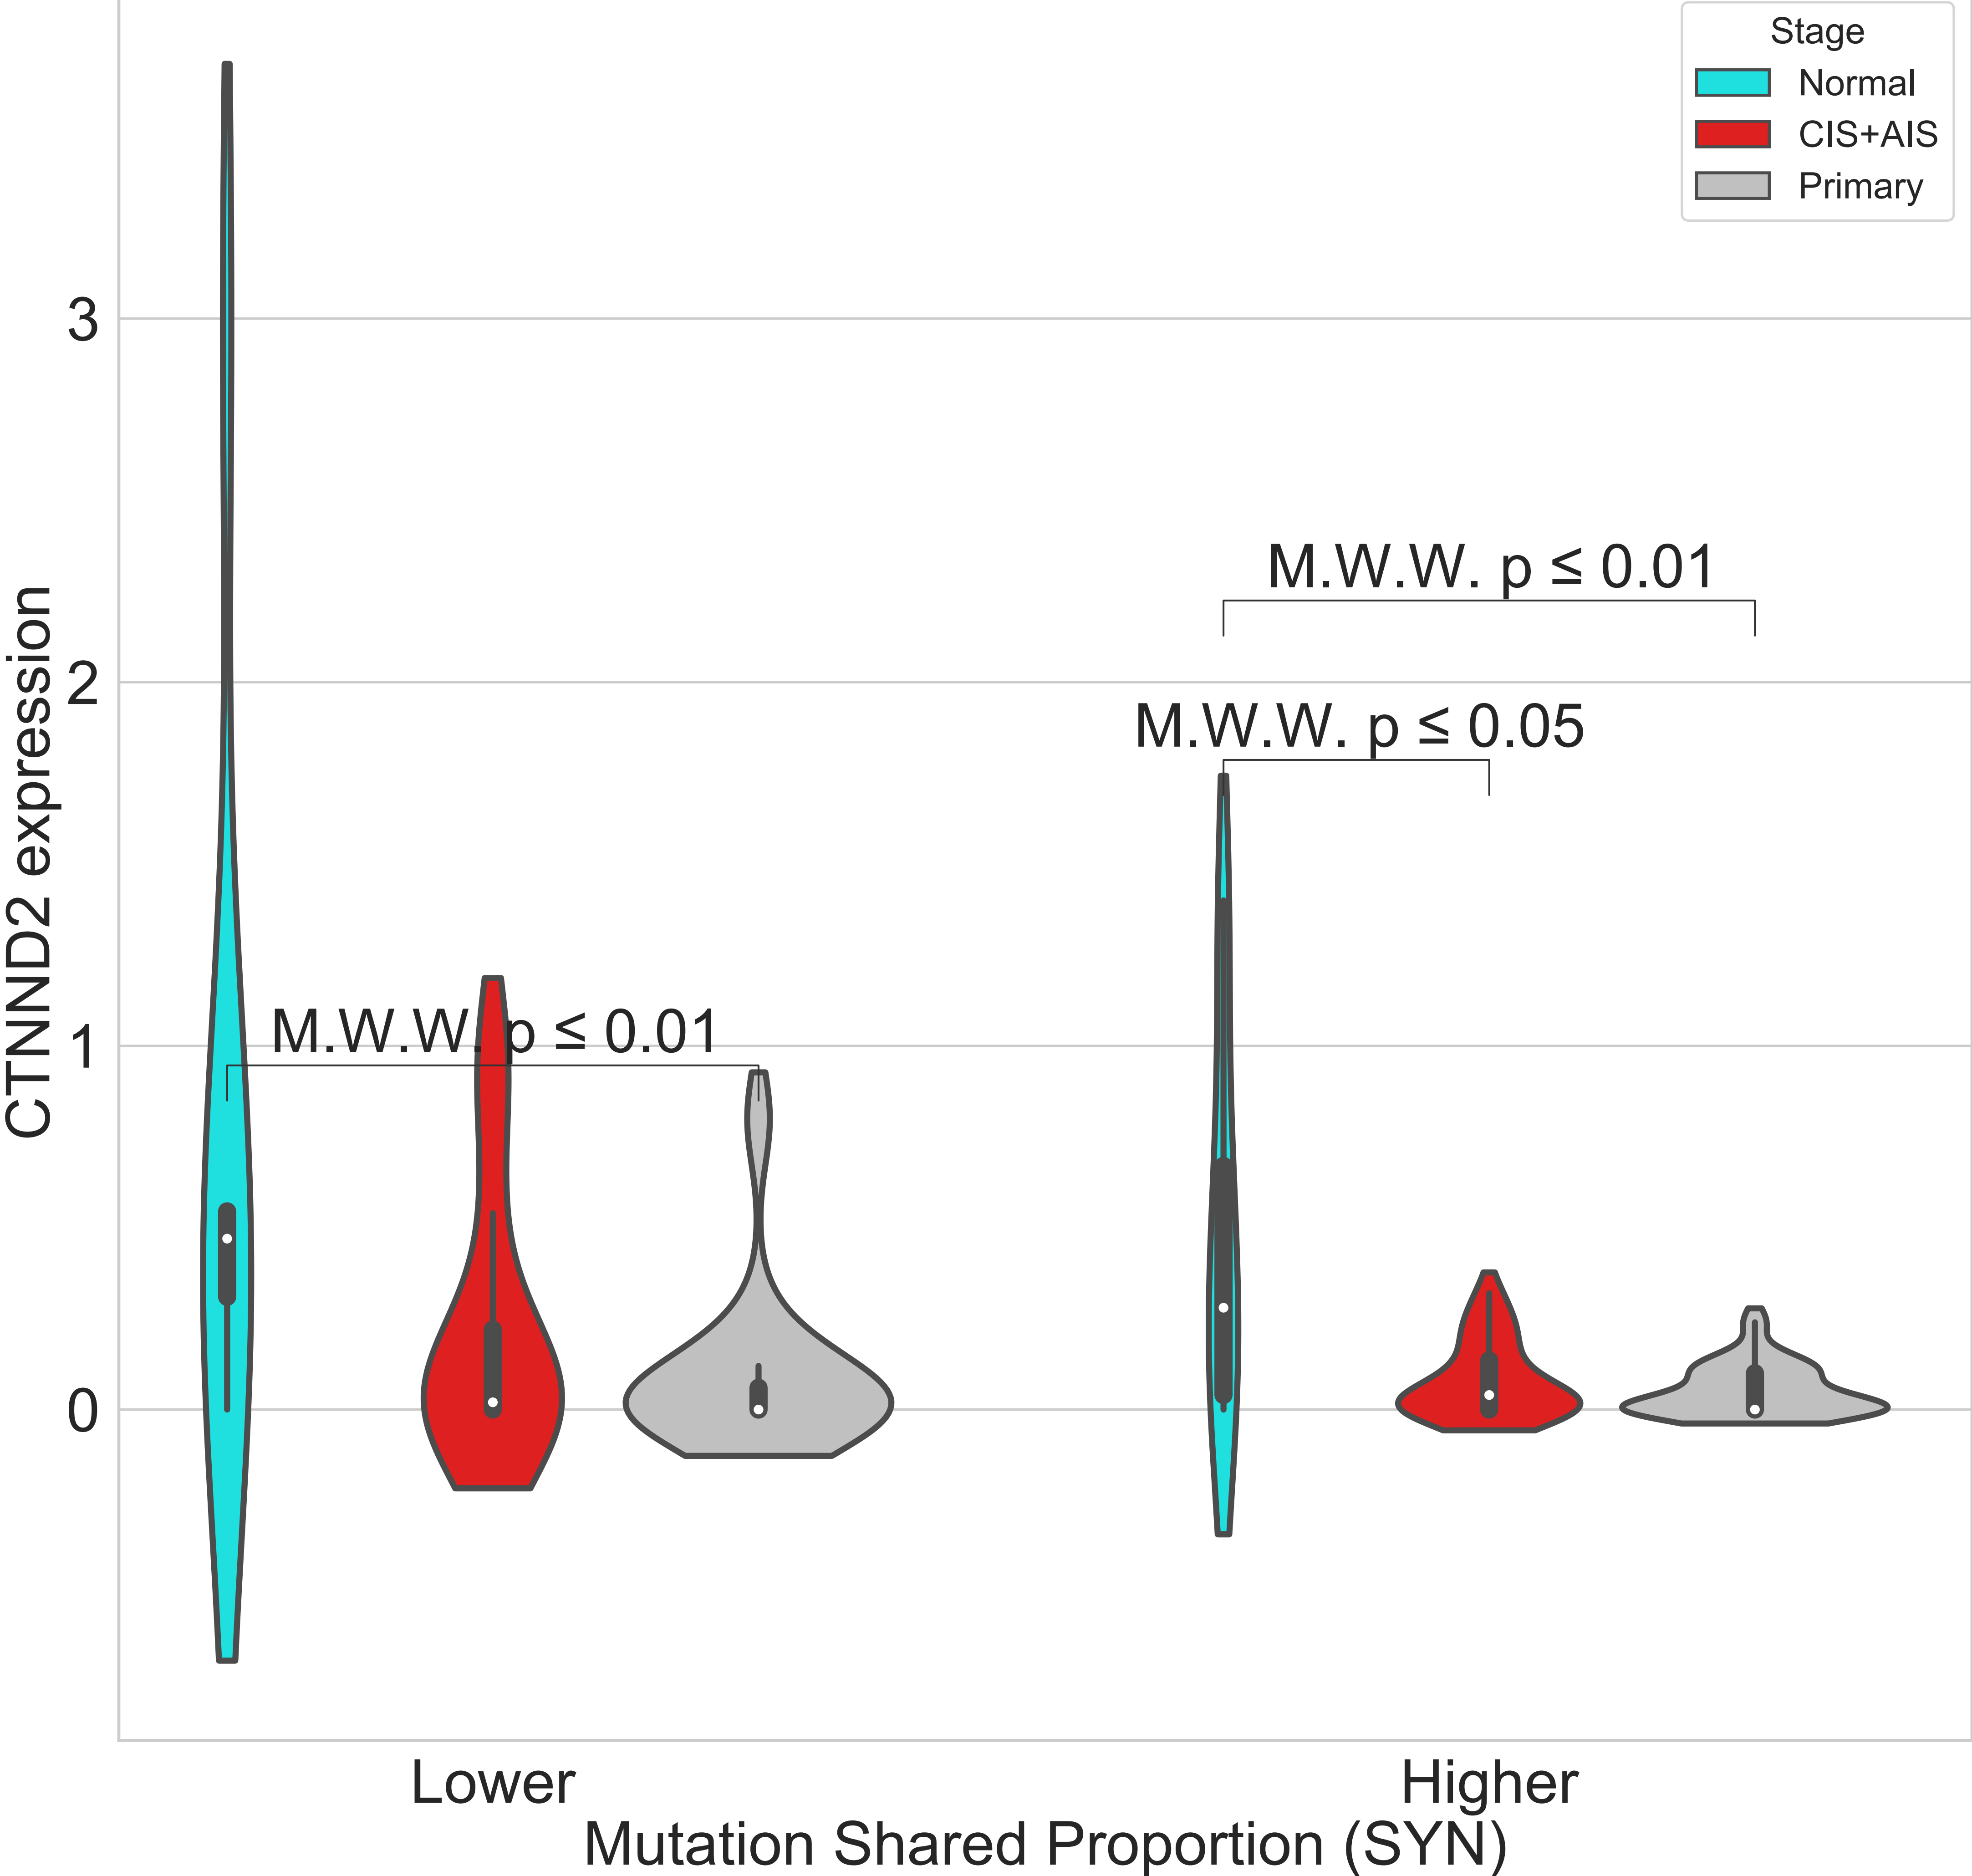 Stage
Normal
CIS+AIS
Primary
3
2
1
0
CTNND2 expression
M.W.W. p ≤ 0.01
M.W.W. p ≤ 0.05
M.W.W. p ≤ 0.01
Lower
Higher
Mutation Shared Proportion (SYN)